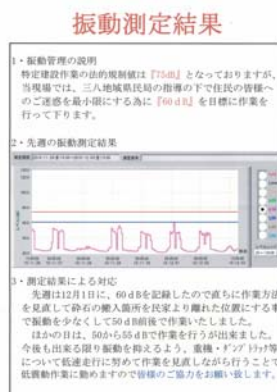 振動測定結果
1・振動管理の説明
特定建設作業の法的規制値は『75dB』となっておりますが、
当現場では、三八地域県民局の指導の下で住民の皆様へ
のご迷惑を最小限にする為に『60dB』を目標に作業を
行って下ります。
2・先週の振動測定結果
3・測定結果による対応
先週は12月1日に、60dBを記録したので直ちに作業方法
を見直して砕石の搬入箇所を民家より離れた位置にする事
で振動を少なくして50dB前後で作業いたしました。
ほかの日は、50から55dBで作業を行うが出来ました。
今後も出来る限り振動を抑えるよう、重機・ダンプトラック等
について低速走行に努めて作業を見直しながら行うことで
低振動作業に勤めますので皆様のご協力をお願い致します。